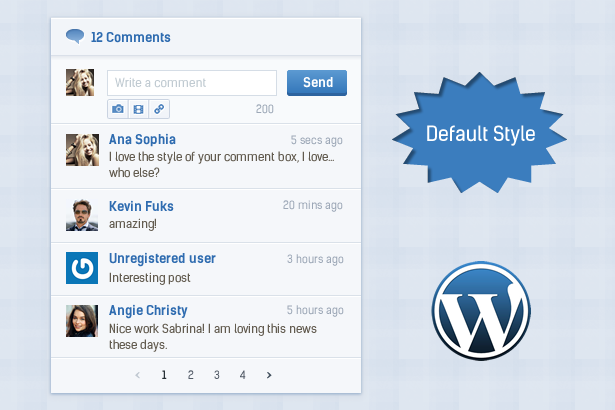 12 Comments
Write a comment
Send
200
Ana Sophia
5 secs ago
I love the style of your comment box, I love...
who else?
Kevin Fuks
20 mins ago
amazing!
Unregistered user
3 hours ago
Interesting post
Angie Christy
5 hours ago
Nice work Sabrina! I am loving this news
these days.
‹ 1 2 3 4 ›
Default Style
W